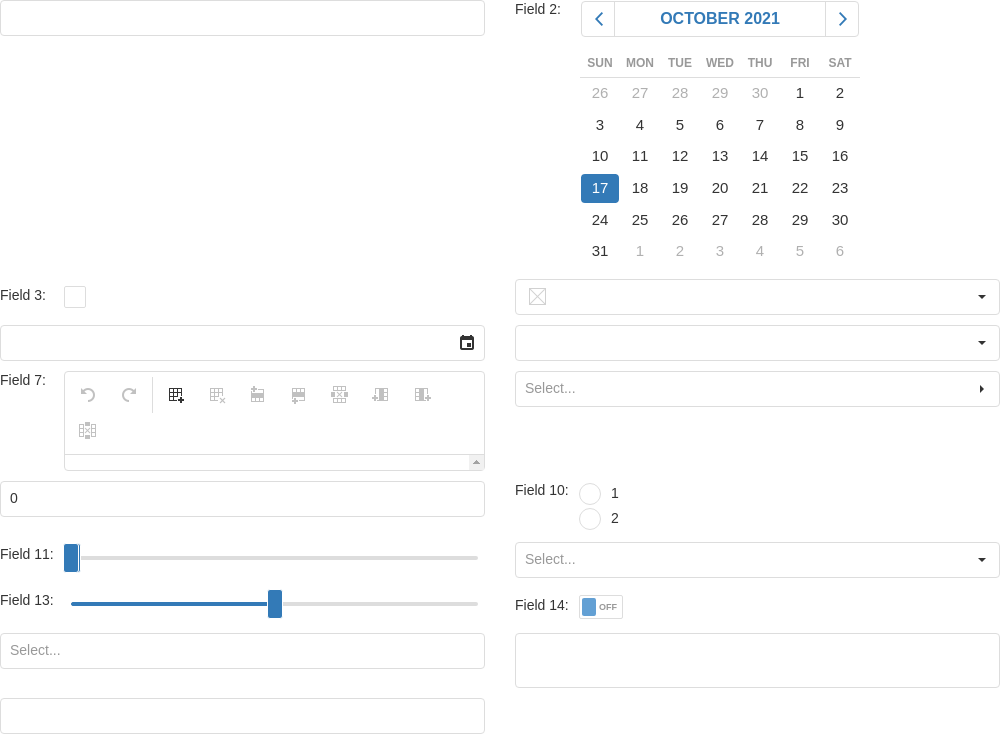 Field 2:
OCTOBER 2021
SUN MON TUE WED THU FRI SAT
26 27 28 29 30 1 2
3 4 5 6 7 8 9
10 11 12 13 14 15 16
17 18 19 20 21 22 23
24 25 26 27 28 29 30
31 1 2 3 4 5 6
Field 3:
Field 7:
Select...
0
Field 10:
1
2
Field 11:
Select...
Field 13:
Field 14:
OFF
Select...